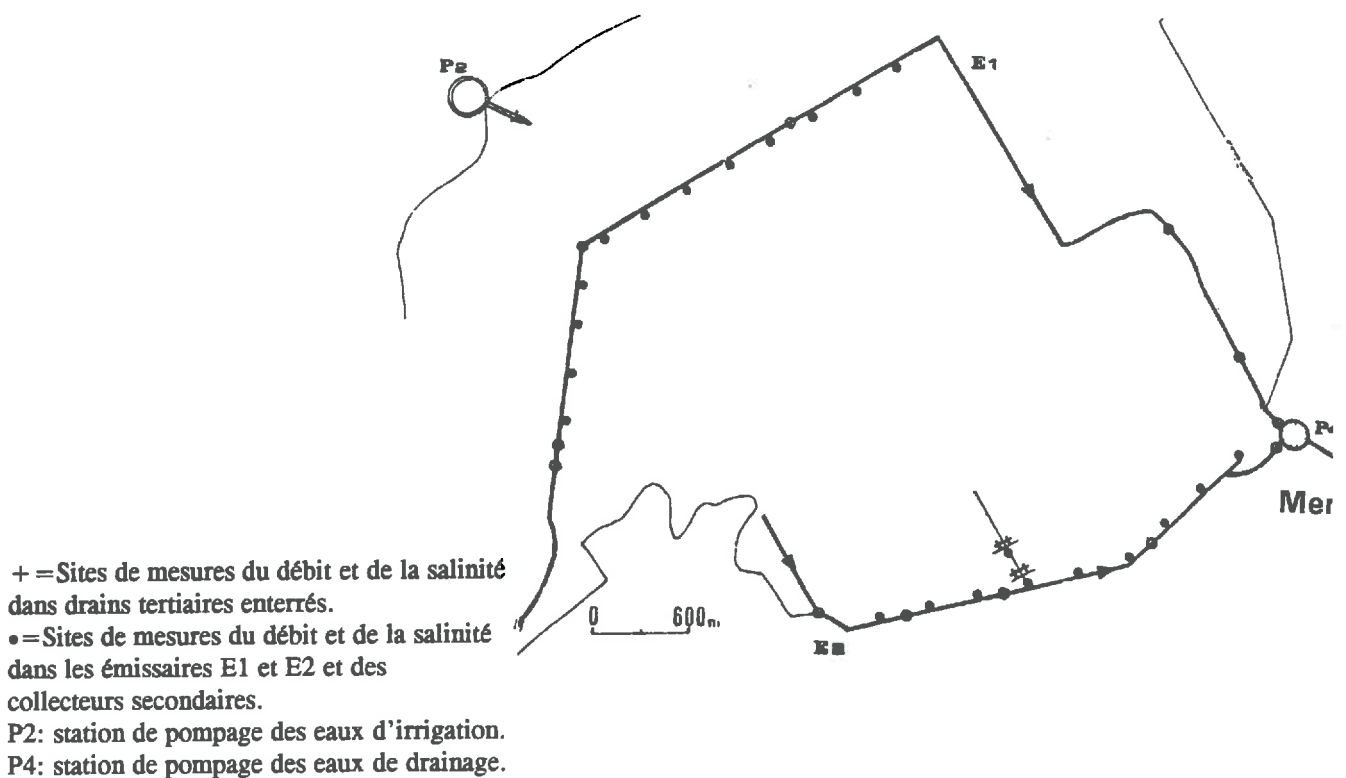 P2
E1
P4
Mer
0 600m
E2
+ =Sites de mesures du débit et de la salinité
dans drains tertiaires enterrés.
•=Sites de mesures du débit et de la salinité
dans les émissaires E1 et E2 et des
collecteurs secondaires.
P2: station de pompage des eaux d'irrigation.
P4: station de pompage des eaux de drainage.